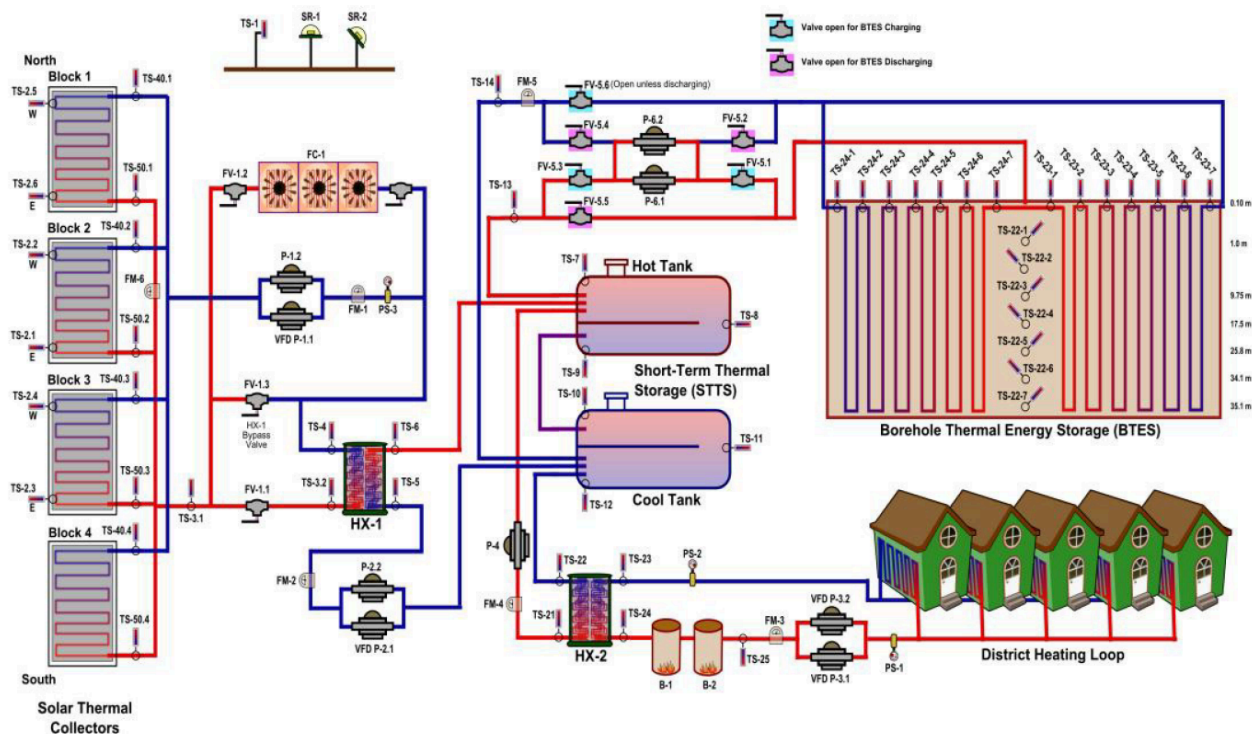 North
Block 1
TS-40.1
TS-2.5
W
TS-50.1
TS-2.6
E
Block 2
TS-40.2
TS-2.2
W
FM-6
TS-50.2
TS-2.1
E
Block 3
TS-40.3
TS-2.4
W
TS-50.3
TS-2.3
E
TS-3.1
Block 4
TS-40.4
TS-50.4
South
Solar Thermal
Collectors
TS-1
SR-1
SR-2
FC-1
FV-1.2
P-1.2
VFD P-1.1
FM-1
PS-3
FV-1.3
HX-1
Bypass
Valve
TS-4
TS-6
FV-1.1
TS-3.2
TS-5
HX-1
FM-2
P-2.2
VFD P-2.1
Valve open for BTES Charging
Valve open for BTES Discharging
TS-14
FM-5
FV-5.6
(Open unless discharging)
FV-5.4
P-6.2
FV-5.2
FV-5.3
P-6.1
FV-5.1
TS-13
FV-5.5
TS-7
Hot Tank
TS-8
TS-9
Short-Term Thermal
Storage (STTS)
TS-10
TS-11
TS-12
Cool Tank
TS-24-1
TS-24-2
TS-24-3
TS-24-4
TS-24-5
TS-24-6
TS-24-7
TS-23-1
TS-23-2
TS-23-3
TS-23-4
TS-23-5
TS-23-6
TS-23-7
TS-22-1
TS-22-2
TS-22-3
TS-22-4
TS-22-5
TS-22-6
TS-22-7
0.10 m
1.0 m
9.75 m
17.5 m
25.8 m
34.1 m
35.1 m
Borehole Thermal Energy Storage (BTES)
P-4
FM-4
TS-22
TS-23
TS-21
TS-24
HX-2
PS-2
B-1
B-2
TS-25
FM-3
VFD P-3.2
VFD P-3.1
PS-1
District Heating Loop